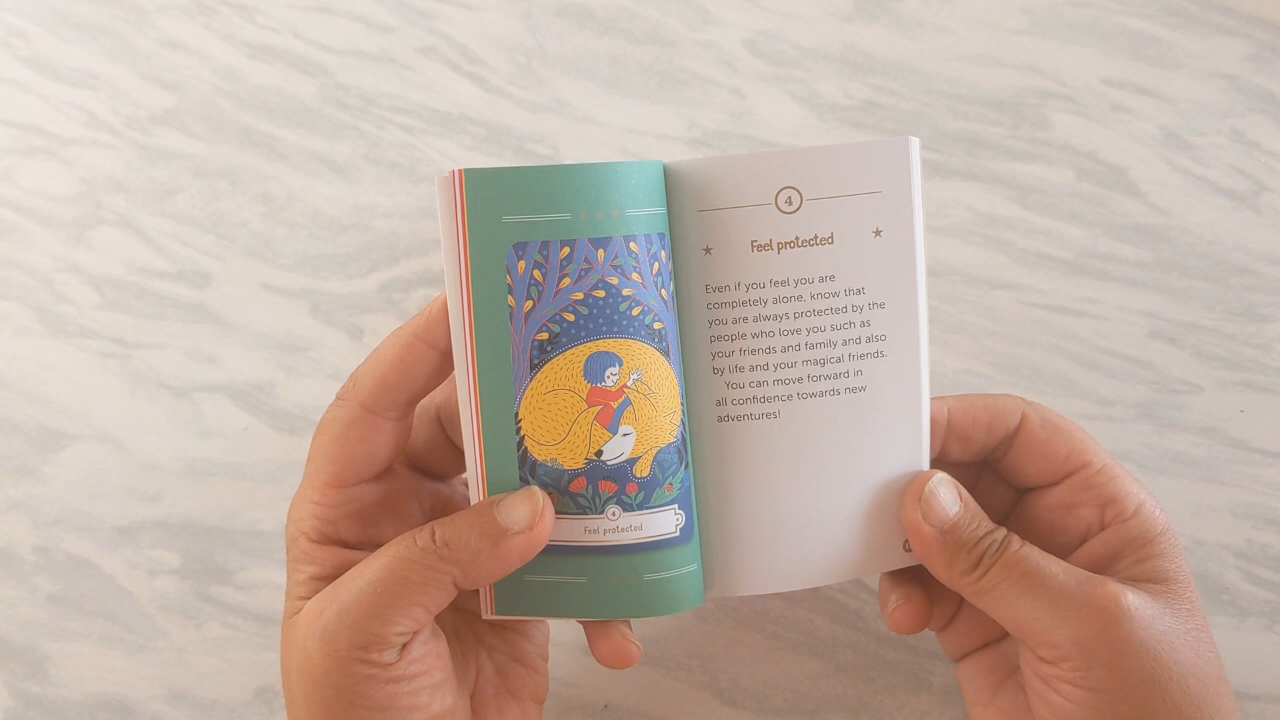 4
Feel protected
4
Feel protected
Even if you feel you are
completely alone, know that
you are always protected by the
people who love you such as
your friends and family and also
by life and your magical friends.
You can move forward in
all confidence towards new
adventures!